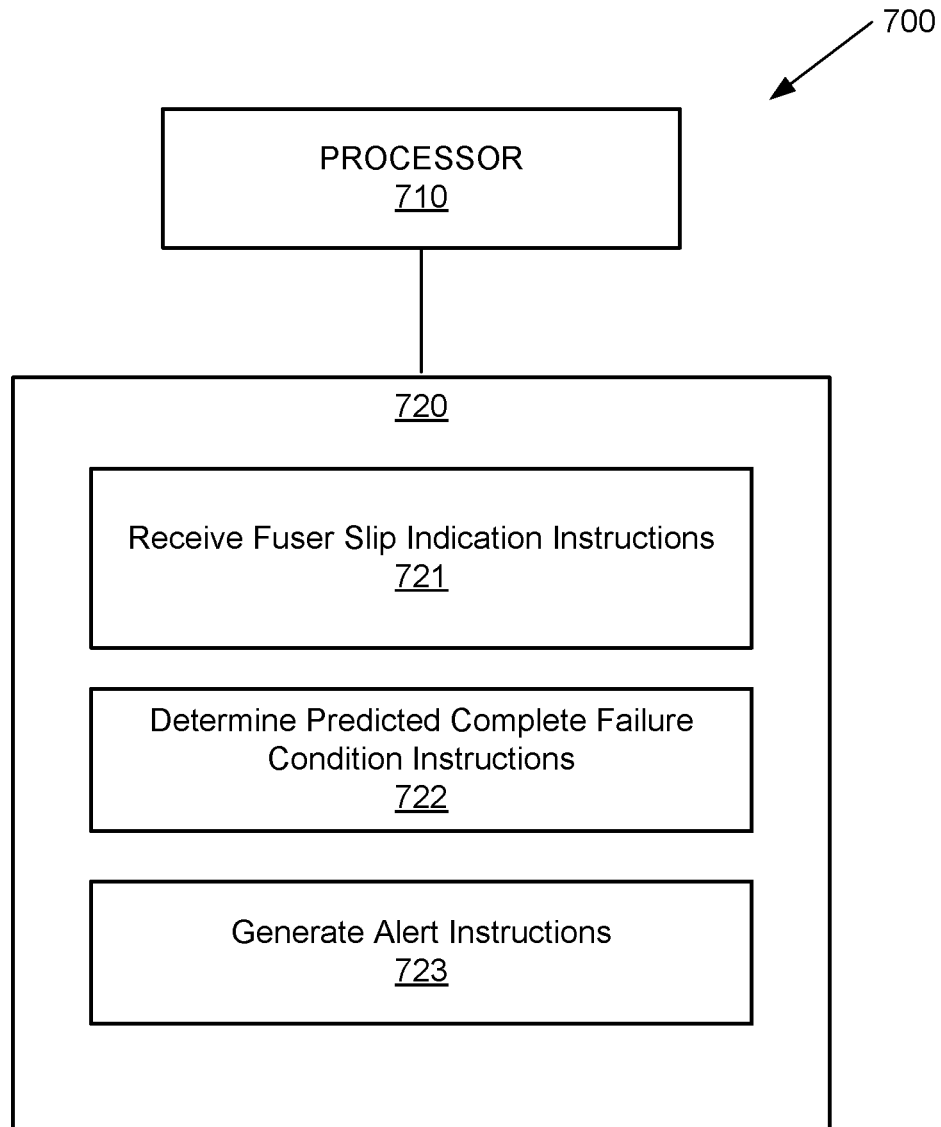 700
PROCESSOR
710
720
Receive Fuser Slip Indication Instructions
721
Determine Predicted Complete Failure
Condition Instructions
722
Generate Alert Instructions
723